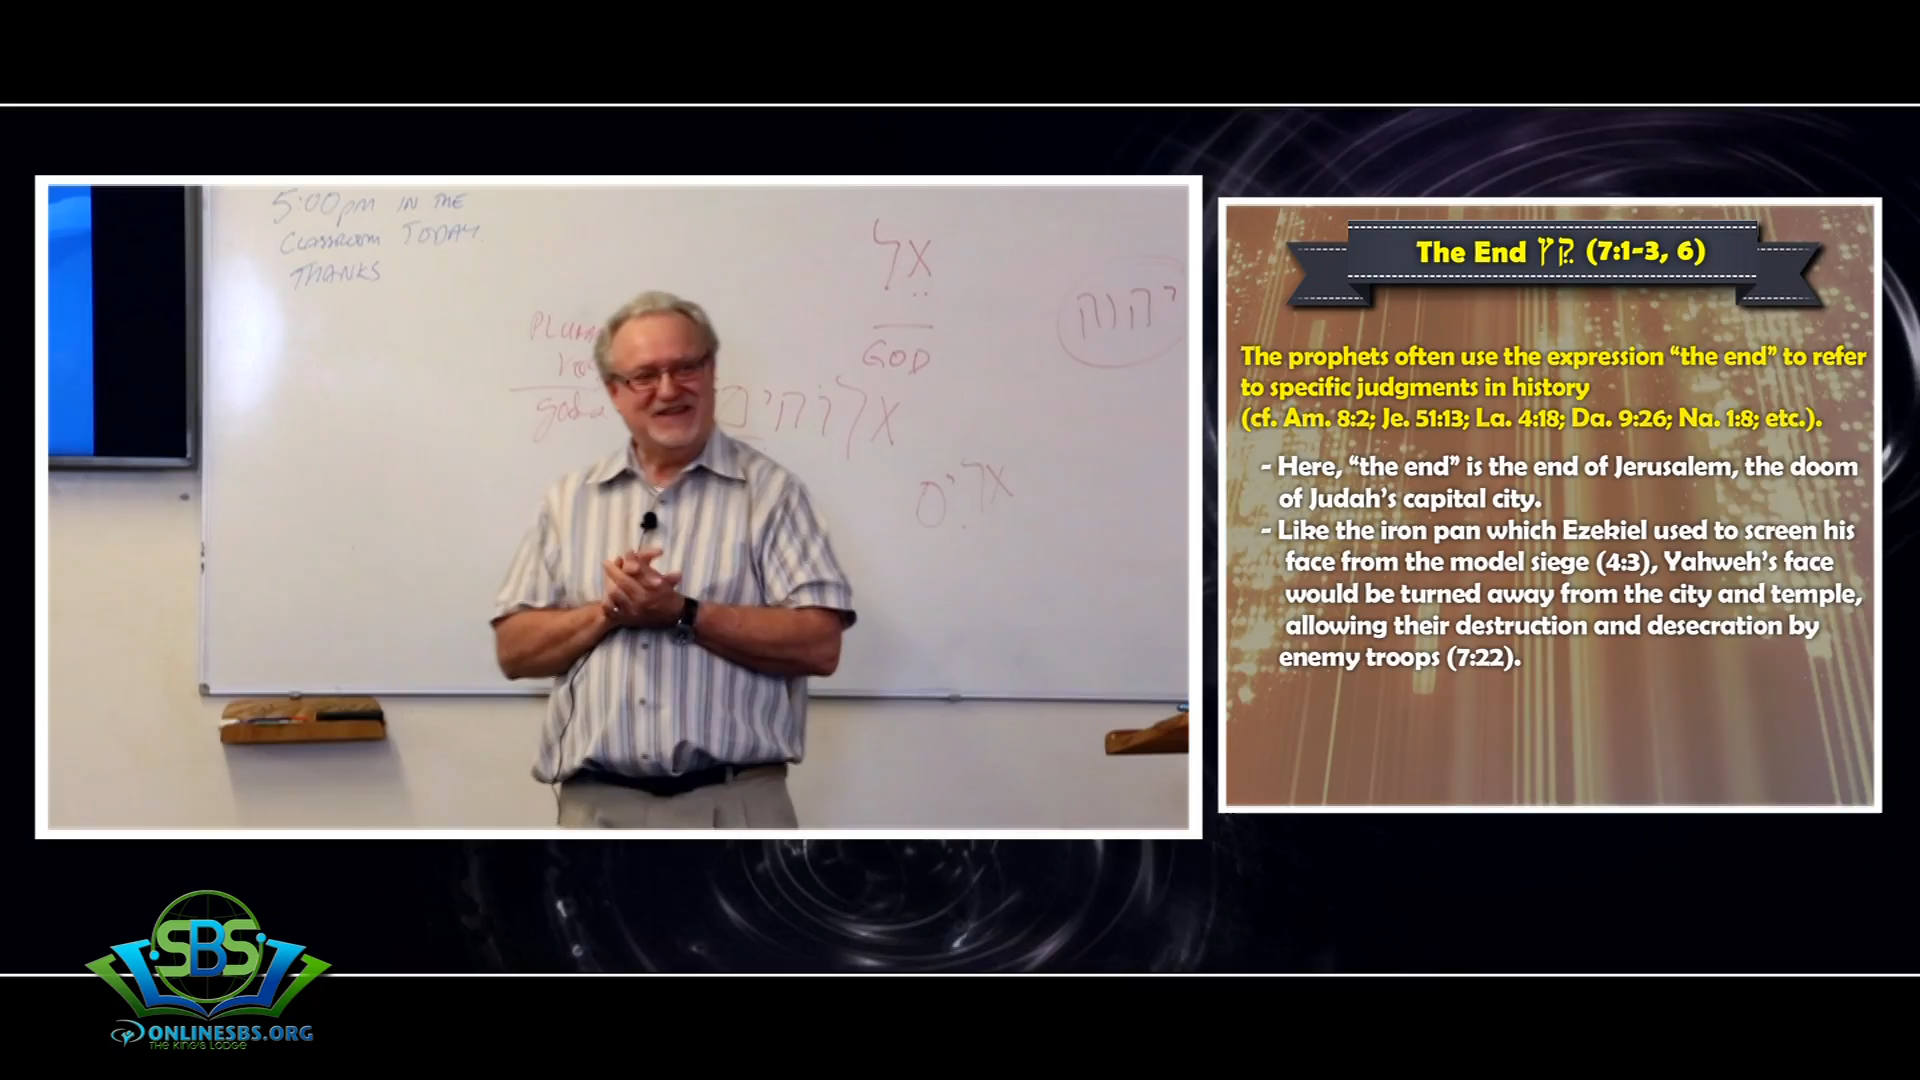 5:00pm IN THE
CLASSROOM TODAY.
THANKS
אֵל
GOD
יהוה
אלוהים
אלים
The End קֵץ (7:1-3, 6)
The prophets often use the expression “the end” to refer
to specific judgments in history
(cf. Am. 8:2; Je. 51:13; La. 4:18; Da. 9:26; Na. 1:8; etc.).
- Here, “the end” is the end of Jerusalem, the doom
of Judah’s capital city.
- Like the iron pan which Ezekiel used to screen his
face from the model siege (4:3), Yahweh’s face
would be turned away from the city and temple,
allowing their destruction and desecration by
enemy troops (7:22).
SBS
ONLINESBS.ORG
THE KING'S LODGE